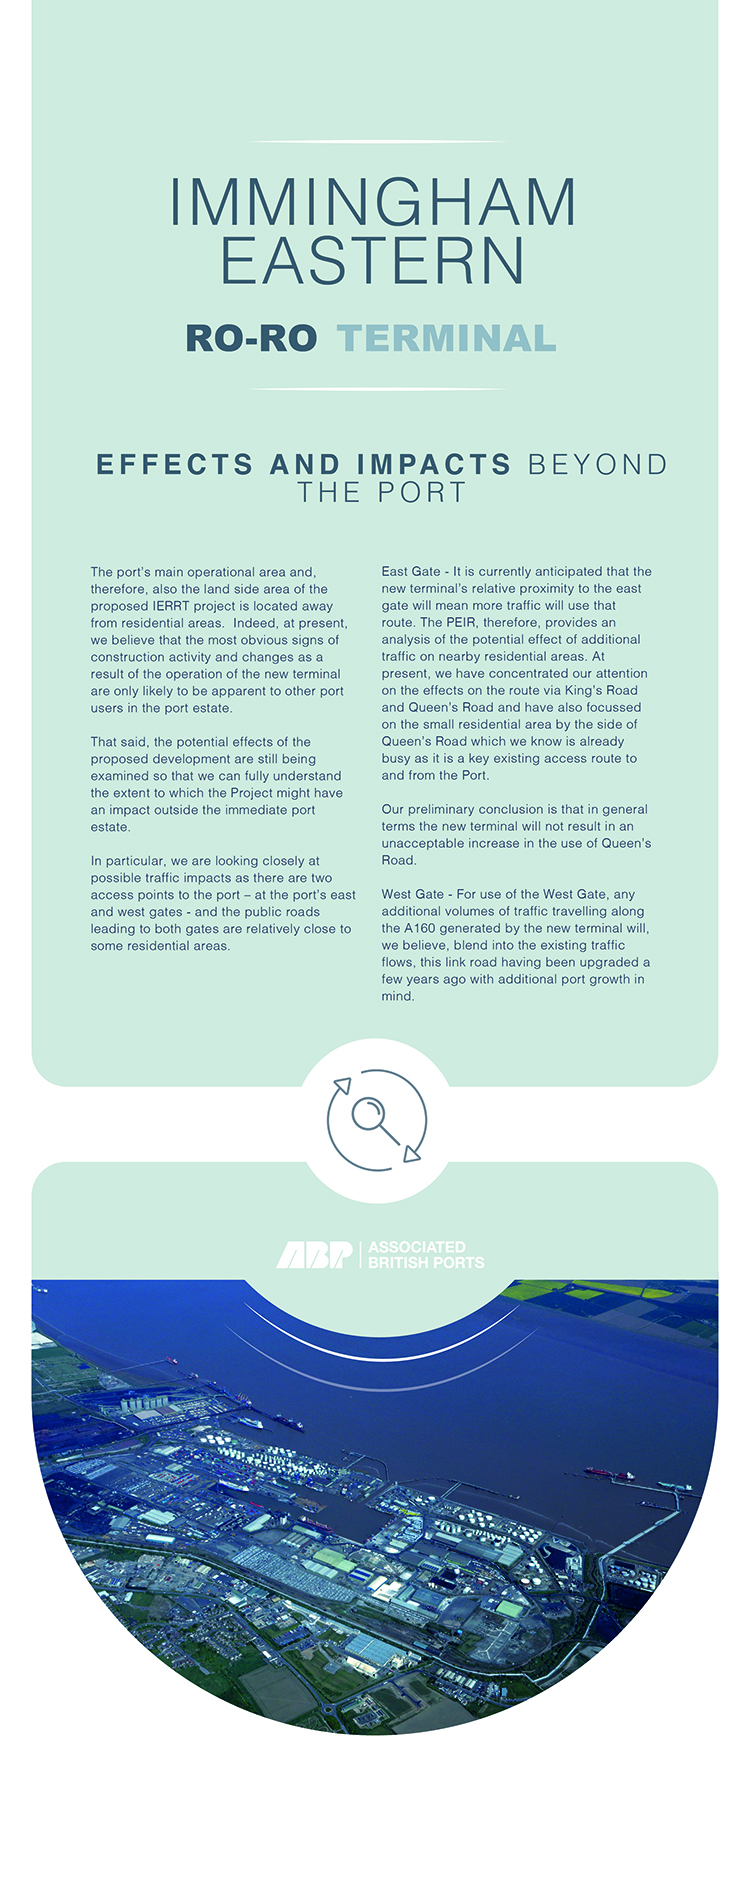 IMMINGHAM
EASTERN
RO-RO TERMINAL
EFFECTS AND IMPACTS BEYOND
THE PORT
The port's main operational area and,
therefore, also the land side area of the
proposed IERRT project is located away
from residential areas.  Indeed, at present,
we believe that the most obvious signs of
construction activity and changes as a
result of the operation of the new terminal
are only likely to be apparent to other port
users in the port estate.
That said, the potential effects of the
proposed development are still being
examined so that we can fully understand
the extent to which the Project might have
an impact outside the immediate port
estate.
In particular, we are looking closely at
possible traffic impacts as there are two
access points to the port – at the port's east
and west gates - and the public roads
leading to both gates are relatively close to
some residential areas.
East Gate - It is currently anticipated that the
new terminal's relative proximity to the east
gate will mean more traffic will use that
route. The PEIR, therefore, provides an
analysis of the potential effect of additional
traffic on nearby residential areas. At
present, we have concentrated our attention
on the effects on the route via King's Road
and Queen's Road and have also focussed
on the small residential area by the side of
Queen's Road which we know is already
busy as it is a key existing access route to
and from the Port.
Our preliminary conclusion is that in general
terms the new terminal will not result in an
unacceptable increase in the use of Queen's
Road.
West Gate - For use of the West Gate, any
additional volumes of traffic travelling along
the A160 generated by the new terminal will,
we believe, blend into the existing traffic
flows, this link road having been upgraded a
few years ago with additional port growth in
mind.
ABP ASSOCIATED
BRITISH PORTS